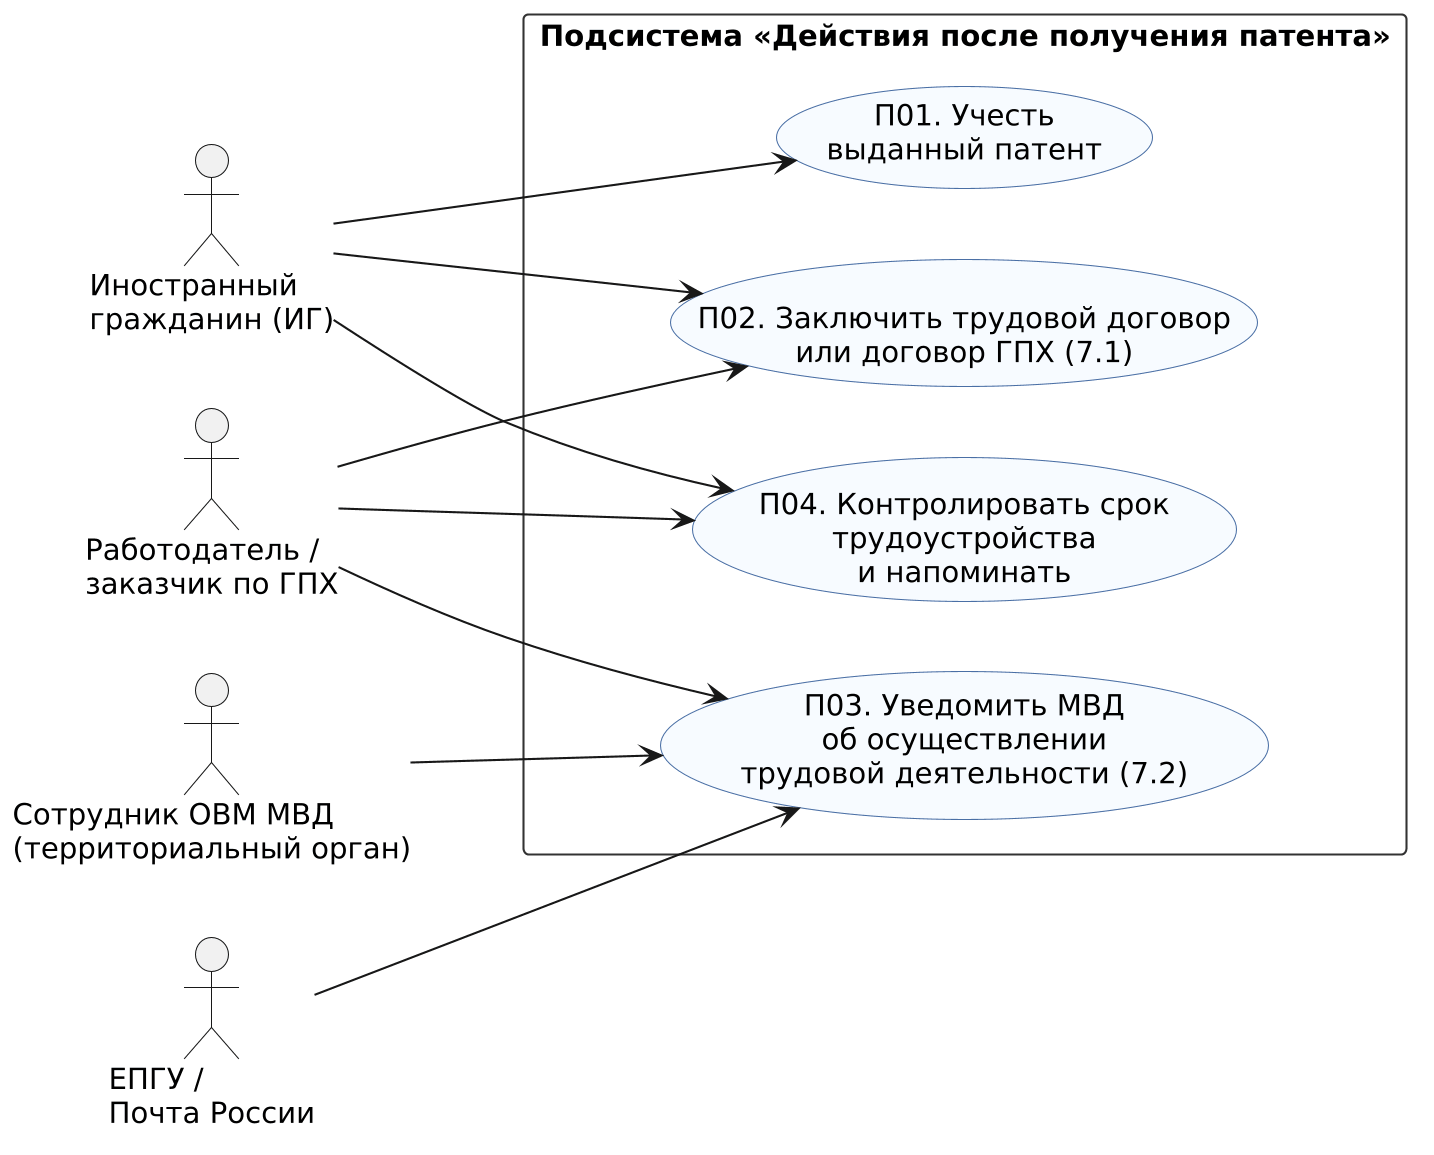 Подсистема «Действия после получения патента»
П01. Учесть
выданный патент
Иностранный
гражданин (ИГ)
П02. Заключить трудовой договор
или договор ГПХ (7.1)
Работодатель /
заказчик по ГПХ
П04. Контролировать срок
трудоустройства
и напоминать
П03. Уведомить МВД
об осуществлении
трудовой деятельности (7.2)
Сотрудник ОВМ МВД
(территориальный орган)
ЕПГУ /
Почта России